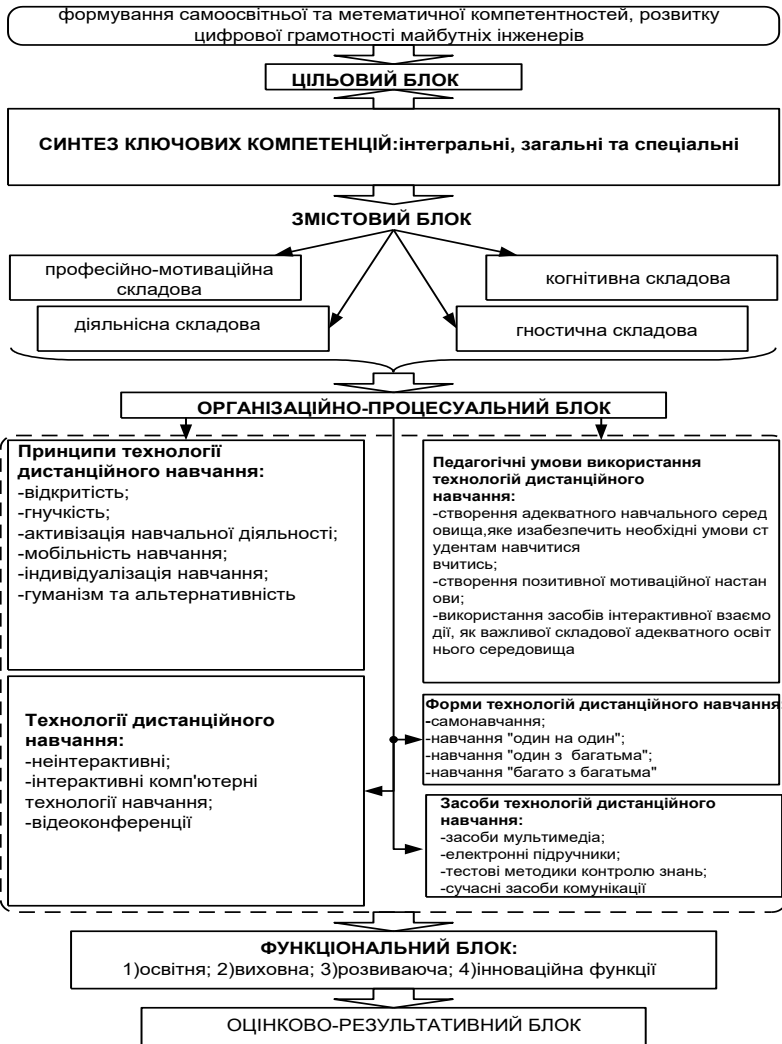 формування самоосвітньої та метематичної компетентностей, розвитку
цифрової грамотності майбутніх інженерів
ЦІЛЬОВИЙ БЛОК
СИНТЕЗ КЛЮЧОВИХ КОМПЕТЕНЦІЙ:інтегральні, загальні та спеціальні
ЗМІСТОВИЙ БЛОК
професійно-мотиваційна
складова
когнітивна складова
діяльнісна складова
гностична складова
ОРГАНІЗАЦІЙНО-ПРОЦЕСУАЛЬНИЙ БЛОК
Принципи технології
дистанційного навчання:
-відкритість;
-гнучкість;
-активізація навчальної діяльності;
-мобільність навчання;
-індивідуалізація навчання;
-гуманізм та альтернативність
Педагогічні умови використання
технологій дистанційного
навчання:
-створення адекватного навчального серед
овища,яке изабезпечить необхідні умови ст
удентам навчитися
вчитись;
-створення позитивної мотиваційної настан
ови;
-використання засобів інтерактивної взаємо
дії, як важливої складової адекватного освіт
нього середовища
Технології дистанційного
навчання:
-неінтерактивні;
-інтерактивні комп'ютерні
технології навчання;
-відеоконференції
Форми технологій дистанційного навчання:
-самонавчання;
-навчання "один на один";
-навчання "один з  багатьма";
-навчання "багато з багатьма"
Засоби технологій дистанційного
навчання:
-засоби мультимедіа;
-електронні підручники;
-тестові методики контролю знань;
-сучасні засоби комунікації
ФУНКЦІОНАЛЬНИЙ БЛОК:
1)освітня; 2)виховна; 3)розвиваюча; 4)інноваційна функції
ОЦІНКОВО-РЕЗУЛЬТАТИВНИЙ БЛОК